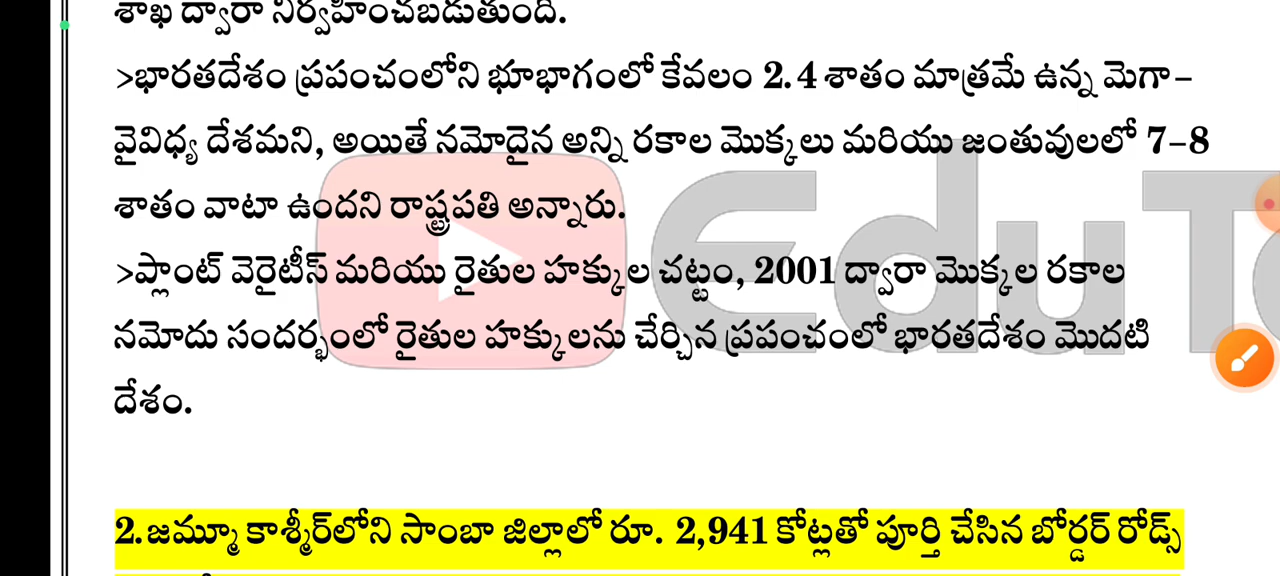 శాఖ ద్వారా నిర్వహించబడుతుంది.
>భారతదేశం ప్రపంచంలోని భూభాగంలో కేవలం 2.4 శాతం మాత్రమే ఉన్న మెగా-
వైవిధ్య దేశమని, అయితే నమోదైన అన్ని రకాల మొక్కలు మరియు జంతువులలో 7-8
శాతం వాటా ఉందని రాష్ట్రపతి అన్నారు.
>ప్లాంట్ వెరైటీస్ మరియు రైతుల హక్కుల చట్టం, 2001 ద్వారా మొక్కల రకాల
నమోదు సందర్భంలో రైతుల హక్కులను చేర్చిన ప్రపంచంలో భారతదేశం మొదటి
దేశం.
2.జమ్మూ కాశ్మీర్‌లోని సాంబా జిల్లాలో రూ. 2,941 కోట్లతో పూర్తి చేసిన బోర్డర్ రోడ్స్